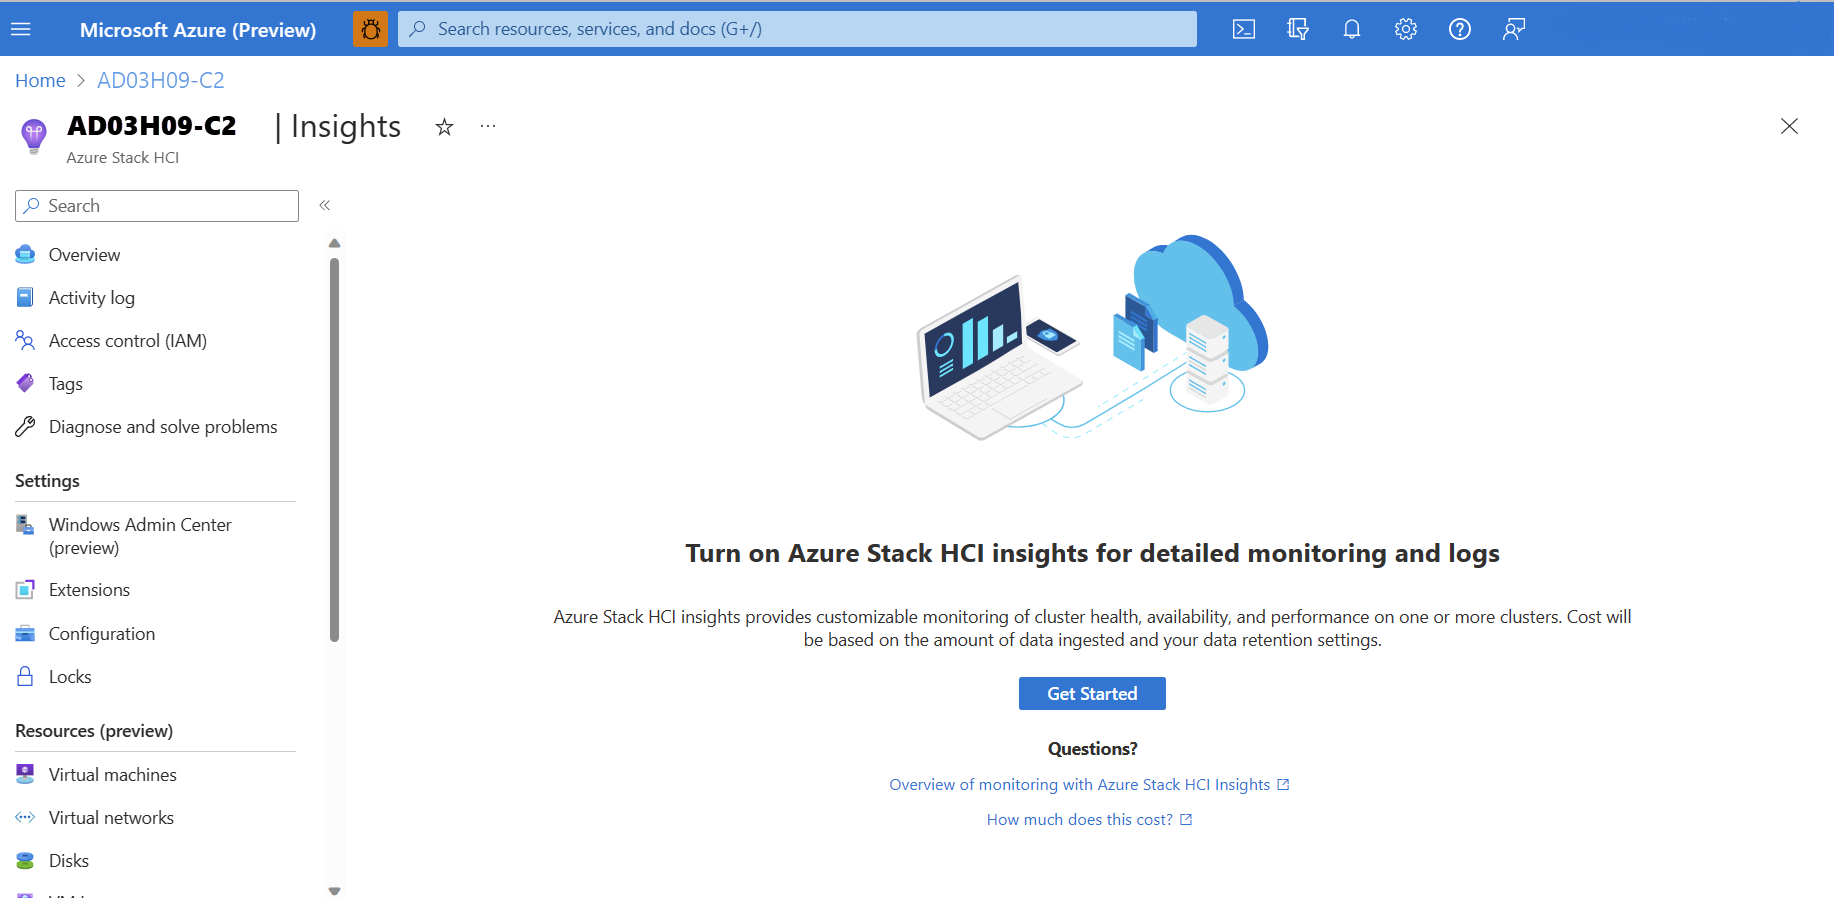 Microsoft Azure (Preview)
Search resources, services, and docs (G+/)
Home > AD03H09-C2
AD03H09-C2 | Insights
Azure Stack HCI
Search
Overview
Activity log
Access control (IAM)
Tags
Diagnose and solve problems
Settings
Windows Admin Center
(preview)
Extensions
Configuration
Locks
Resources (preview)
Virtual machines
Virtual networks
Disks
Turn on Azure Stack HCI insights for detailed monitoring and logs
Azure Stack HCI insights provides customizable monitoring of cluster health, availability, and performance on one or more clusters. Cost will
be based on the amount of data ingested and your data retention settings.
Get Started
Questions?
Overview of monitoring with Azure Stack HCI Insights
How much does this cost?